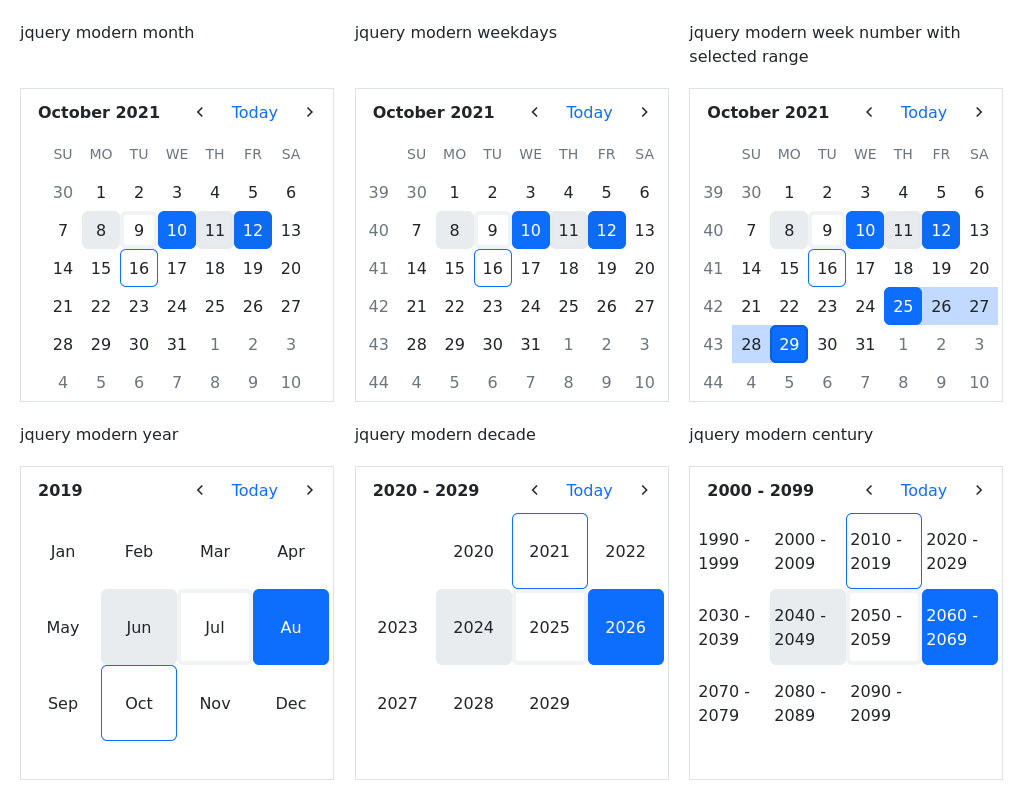 jquery modern month
October 2021 Today
SU MO TU WE TH FR SA
30 1 2 3 4 5 6
7 8 9 10 11 12 13
14 15 16 17 18 19 20
21 22 23 24 25 26 27
28 29 30 31 1 2 3
4 5 6 7 8 9 10
jquery modern weekdays
October 2021 Today
SU MO TU WE TH FR SA
39 30 1 2 3 4 5 6
40 7 8 9 10 11 12 13
41 14 15 16 17 18 19 20
42 21 22 23 24 25 26 27
43 28 29 30 31 1 2 3
44 4 5 6 7 8 9 10
jquery modern week number with
selected range
October 2021 Today
SU MO TU WE TH FR SA
39 30 1 2 3 4 5 6
40 7 8 9 10 11 12 13
41 14 15 16 17 18 19 20
42 21 22 23 24 25 26 27
43 28 29 30 31 1 2 3
44 4 5 6 7 8 9 10
jquery modern year
2019 Today
Jan Feb Mar Apr
May Jun Jul Au
Sep Oct Nov Dec
jquery modern decade
2020 - 2029 Today
2020 2021 2022
2023 2024 2025 2026
2027 2028 2029
jquery modern century
2000 - 2099 Today
1990 - 2000 - 2010 - 2020 -
1999 2009 2019 2029
2030 - 2040 - 2050 - 2060 -
2039 2049 2059 2069
2070 - 2080 - 2090 -
2079 2089 2099